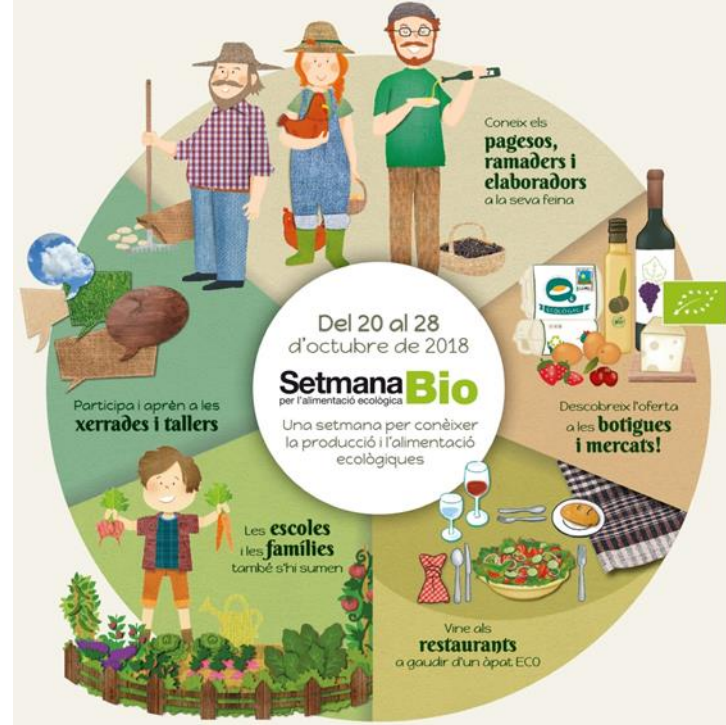 Coneix els
pagesos,
ramaders i
elaboradors
a la seva feina
Del 20 al 28
d'octubre de 2018
Setmana Bio
per l'alimentació ecològica
Una setmana per conèixer
la producció i l'alimentació
ecològiques
Descobreix l'oferta
a les botigues
i mercats!
Participa i aprèn a les
xerrades i tallers
Les escoles
i les famílies
també s'hi sumen
Vine als
restaurants
a gaudir d'un àpat ECO